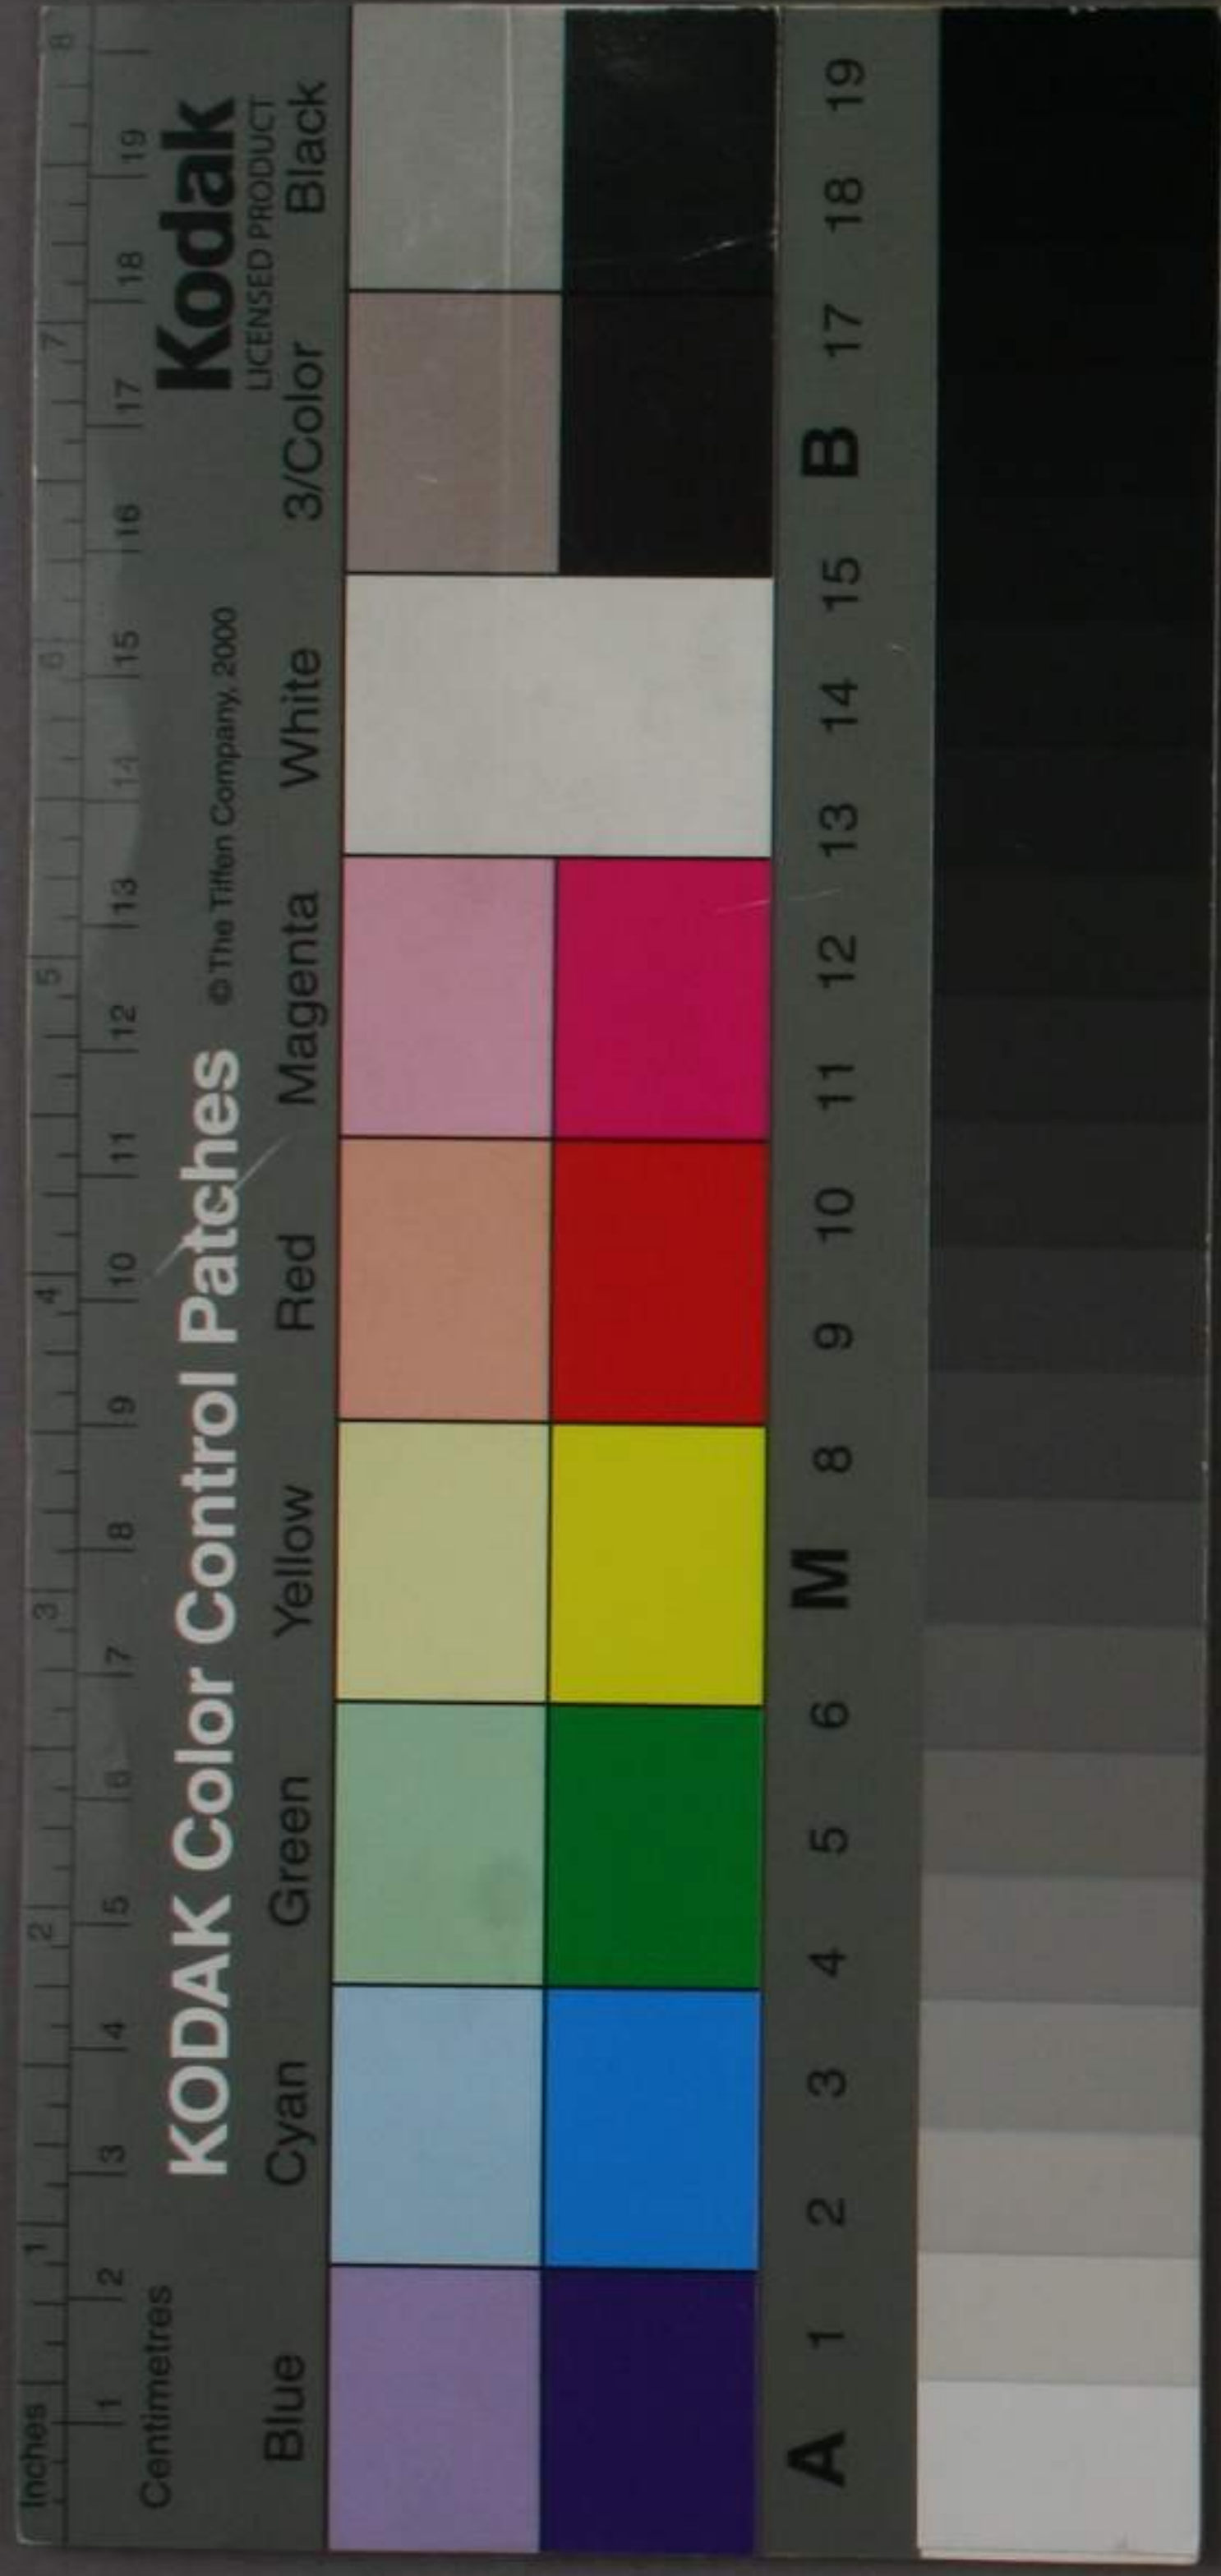 Inches 1 2 3 4 5 6 7 8
Centimetres 1 2 3 4 5 6 7 8 9 10 11 12 13 14 15 16 17 18 19
KODAK Color Control Patches © The Tiffen Company, 2000 Kodak
LICENSED PRODUCT
Blue Cyan Green Yellow Red Magenta White 3/Color Black
A 1 2 3 4 5 6 M 8 9 10 11 12 13 14 15 B 17 18 19